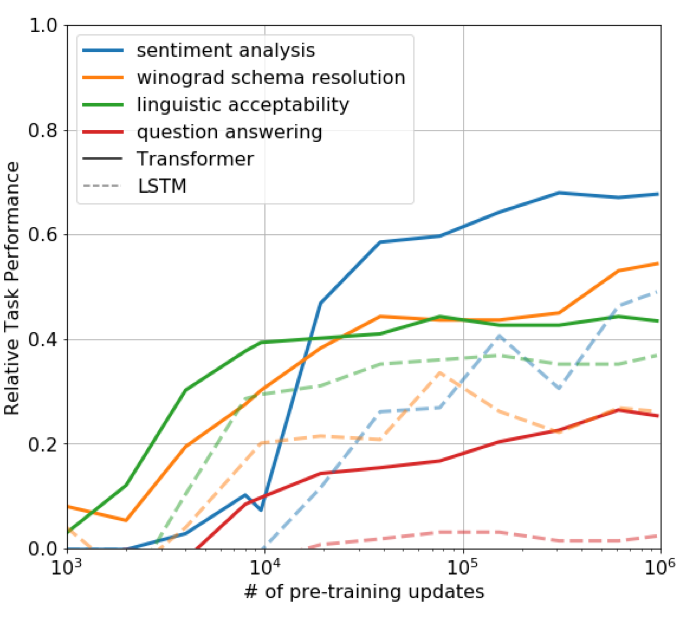 1.0
0.8
0.6
0.4
0.2
0.0
Relative Task Performance
sentiment analysis
winograd schema resolution
linguistic acceptability
question answering
Transformer
LSTM
10³ 10⁴ 10⁵ 10⁶
# of pre-training updates